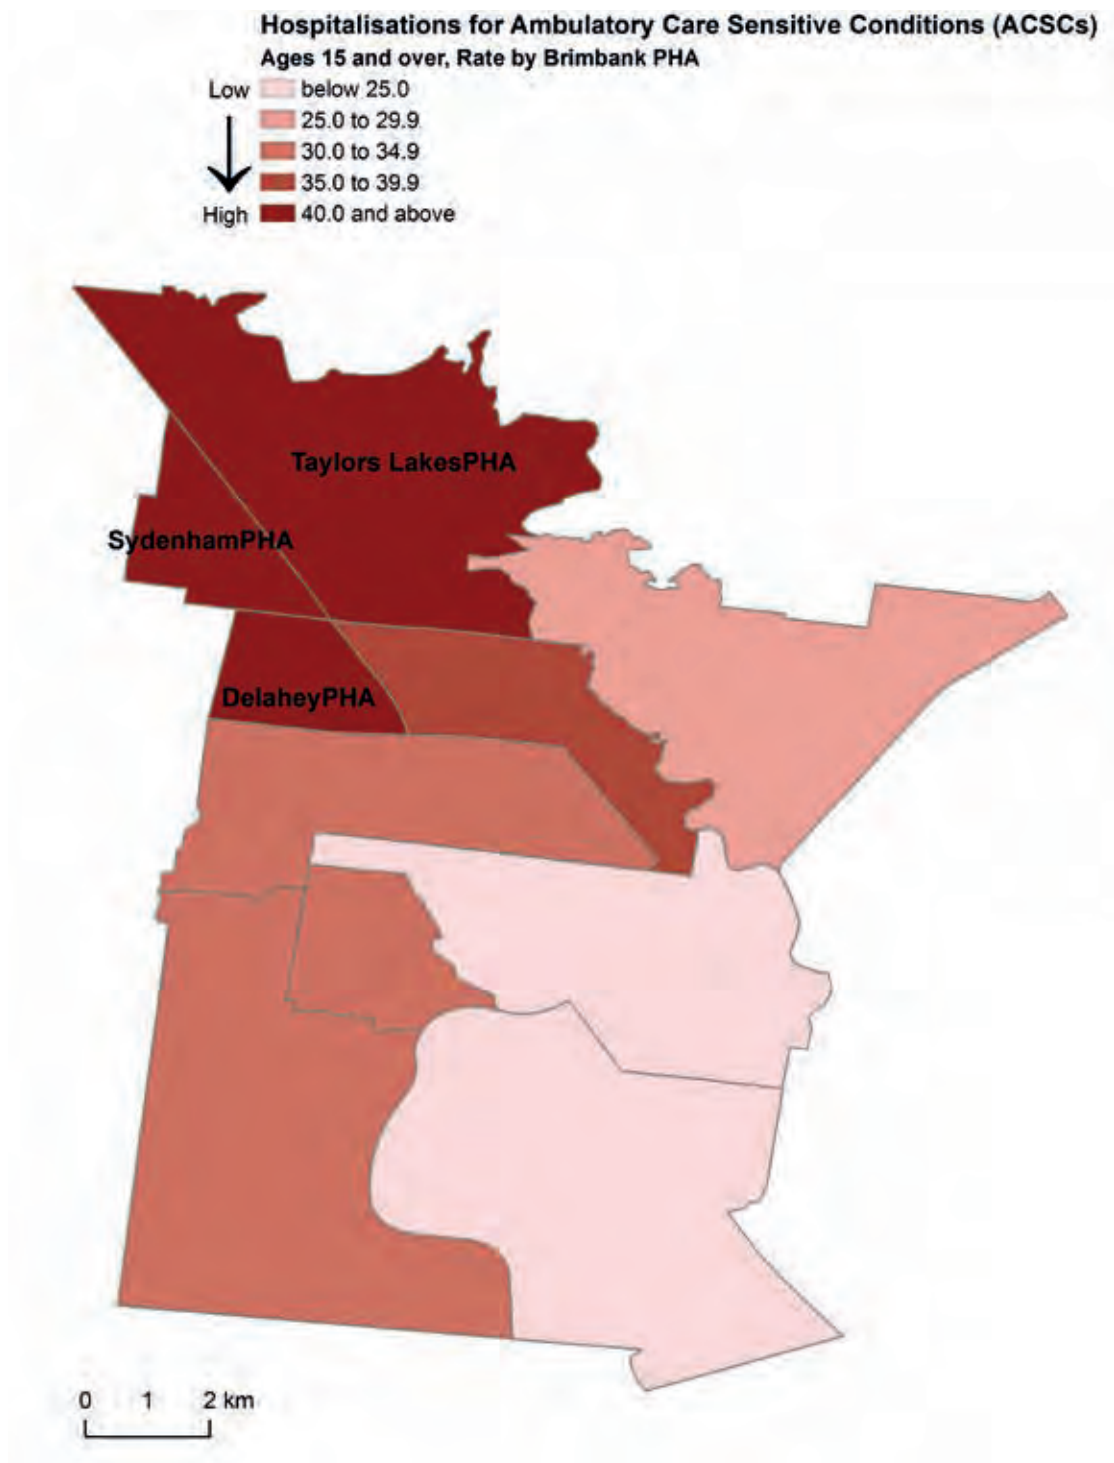 Hospitalisations for Ambulatory Care Sensitive Conditions (ACSCs)
Ages 15 and over, Rate by Brimbank PHA
Low
below 25.0
25.0 to 29.9
30.0 to 34.9
35.0 to 39.9
High
40.0 and above
Taylors LakesPHA
SydenhamPHA
DelaheyPHA
0 1 2 km